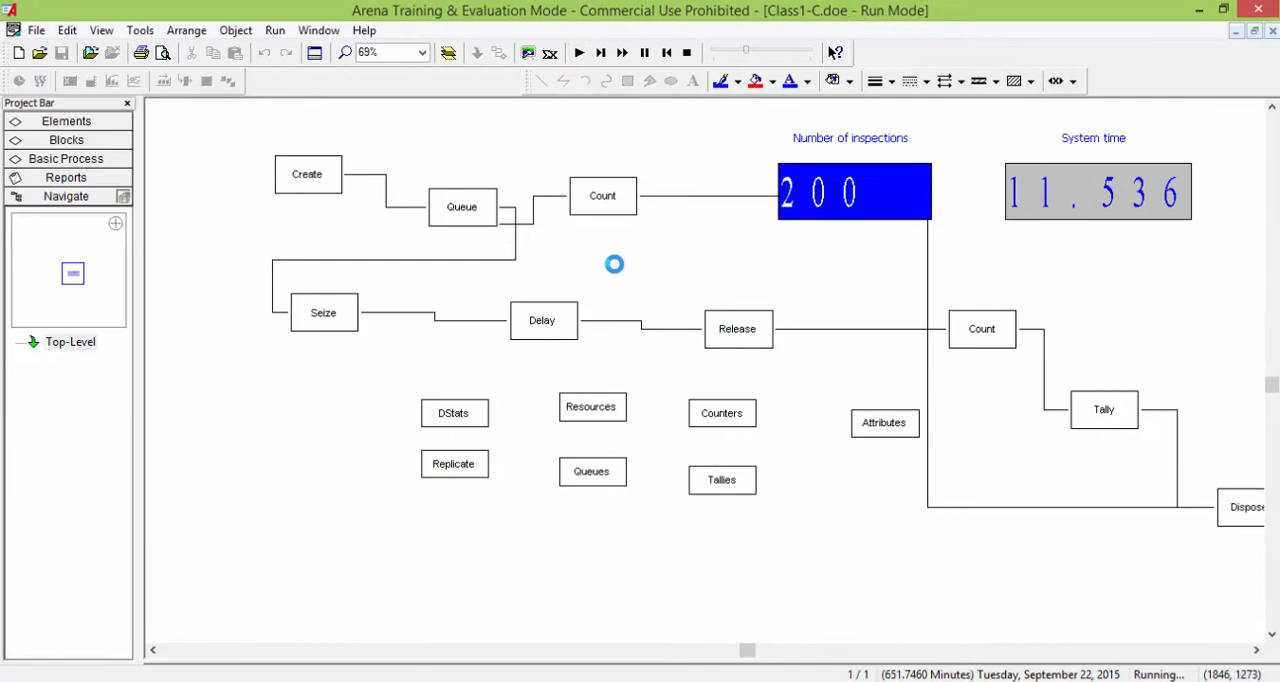 Arena Training & Evaluation Mode - Commercial Use Prohibited - [Class1-C.doe - Run Mode]
File Edit View Tools Arrange Object Run Window Help
69%
Project Bar
Elements
Blocks
Basic Process
Reports
Navigate
Top-Level
Number of inspections
System time
Create
200
11.536
Queue
Count
Seize
Delay
Release
Count
DStats
Resources
Counters
Attributes
Tally
Replicate
Queues
Tallies
Dispose
1 / 1 (651.7460 Minutes) Tuesday, September 22, 2015 Running... (1846, 1273)